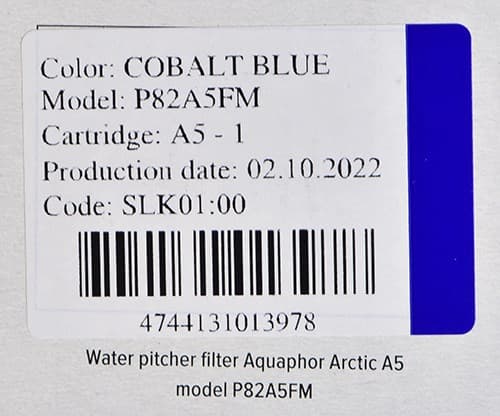 Color: COBALT BLUE
Model: P82A5FM
Cartridge: A5 - 1
Production date: 02.10.2022
Code: SLK01:00
4744131013978
Water pitcher filter Aquaphor Arctic A5
model P82A5FM